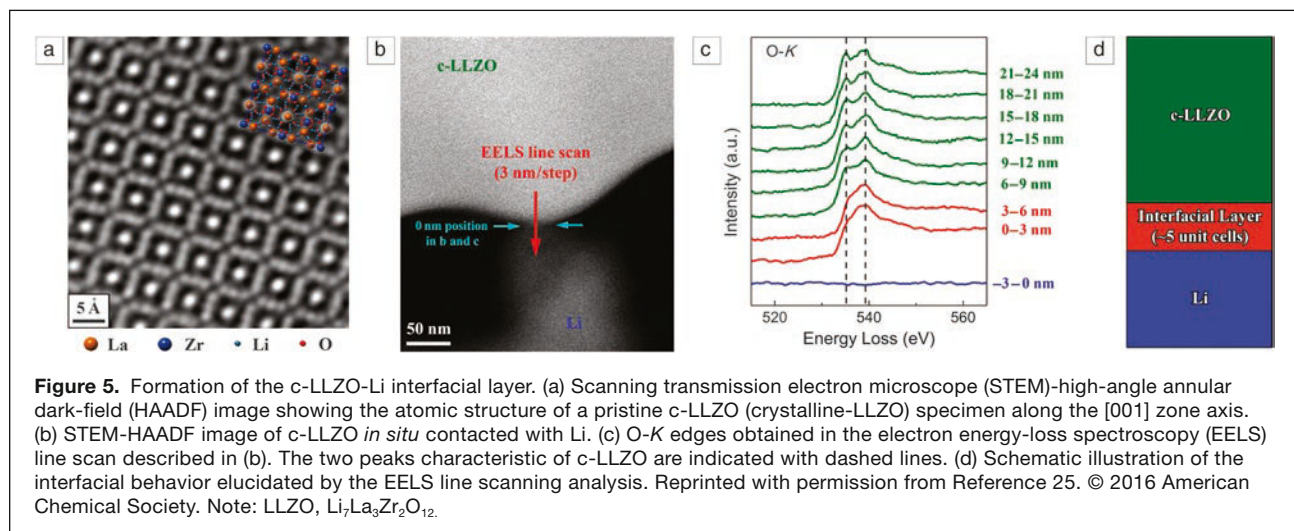 a
5 Å
La Zr Li O
b
c-LLZO
EELS line scan
(3 nm/step)
0 nm position
in b and c
Li
50 nm
c
O-K
Intensity (a.u.)
21–24 nm
18–21 nm
15–18 nm
12–15 nm
9–12 nm
6–9 nm
3–6 nm
0–3 nm
−3–0 nm
520 540 560
Energy Loss (eV)
d
c-LLZO
Interfacial Layer
(~5 unit cells)
Li
Figure 5. Formation of the c-LLZO-Li interfacial layer. (a) Scanning transmission electron microscope (STEM)-high-angle annular
dark-field (HAADF) image showing the atomic structure of a pristine c-LLZO (crystalline-LLZO) specimen along the [001] zone axis.
(b) STEM-HAADF image of c-LLZO in situ contacted with Li. (c) O-K edges obtained in the electron energy-loss spectroscopy (EELS)
line scan described in (b). The two peaks characteristic of c-LLZO are indicated with dashed lines. (d) Schematic illustration of the
interfacial behavior elucidated by the EELS line scanning analysis. Reprinted with permission from Reference 25. © 2016 American
Chemical Society. Note: LLZO, Li₇La₃Zr₂O₁₂.